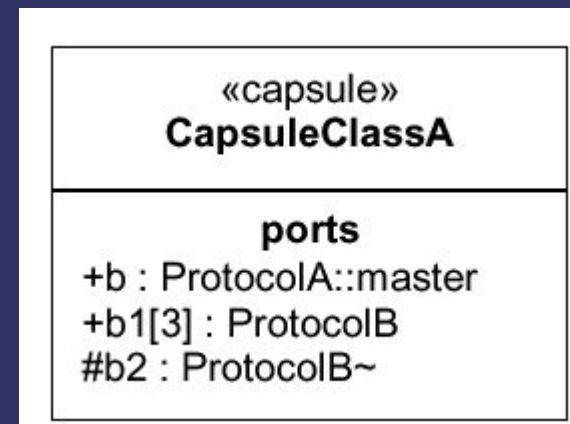 «capsule»
CapsuleClassA
ports
+b : ProtocolA::master
+b1[3] : ProtocolB
#b2 : ProtocolB~